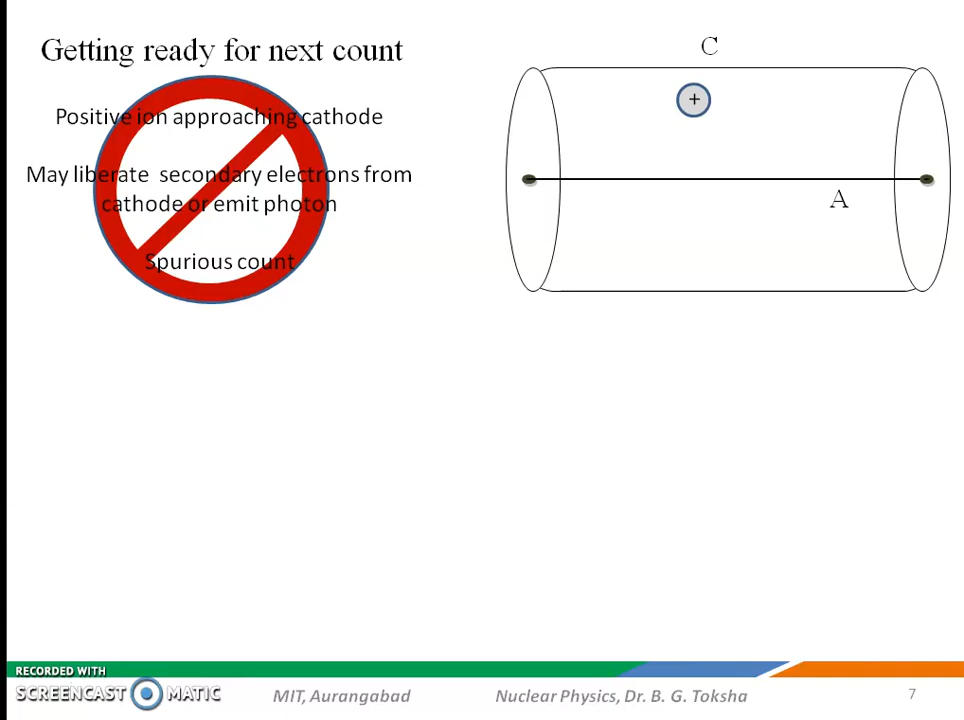 Getting ready for next count
Positive ion approaching cathode
May liberate secondary electrons from
cathode or emit photon
Spurious count
C
+
A
RECORDED WITH
SCREENCAST MATIC
MIT, Aurangabad
Nuclear Physics, Dr. B. G. Toksha
7